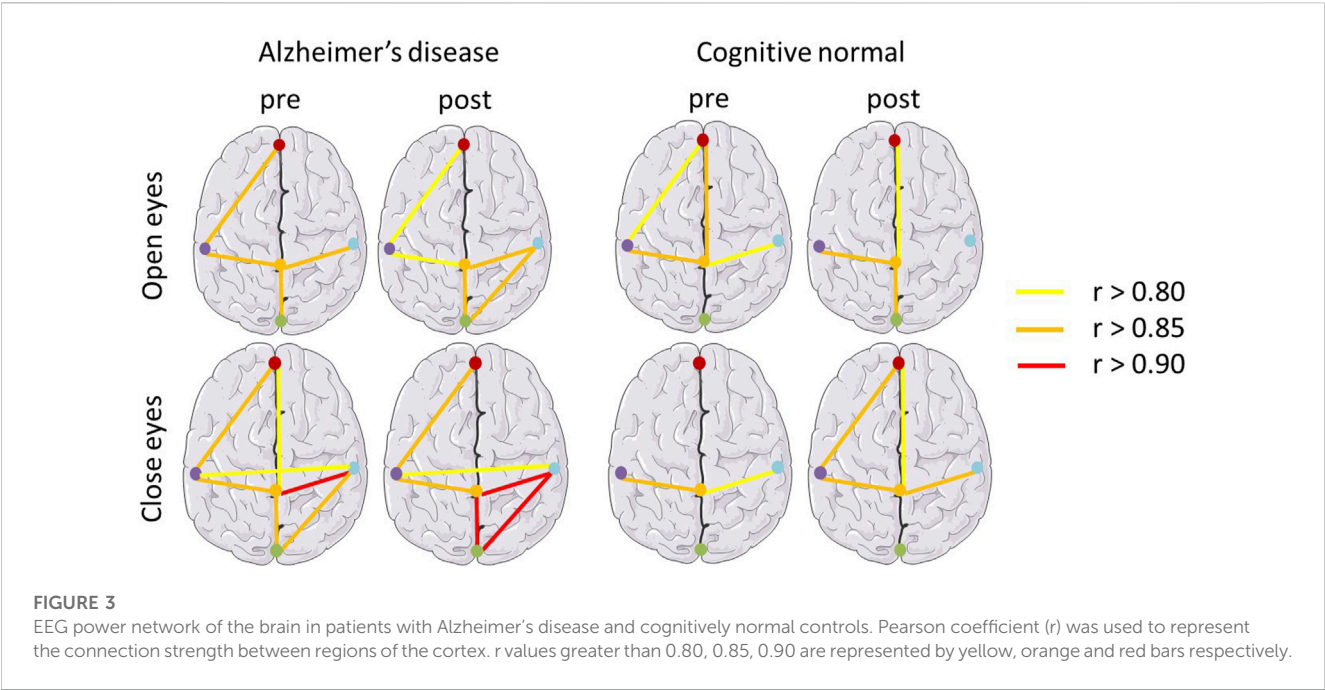 Alzheimer's disease
Cognitive normal
pre
post
pre
post
Open eyes
Close eyes
r > 0.80
r > 0.85
r > 0.90
FIGURE 3
EEG power network of the brain in patients with Alzheimer's disease and cognitively normal controls. Pearson coefficient (r) was used to represent
the connection strength between regions of the cortex. r values greater than 0.80, 0.85, 0.90 are represented by yellow, orange and red bars respectively.